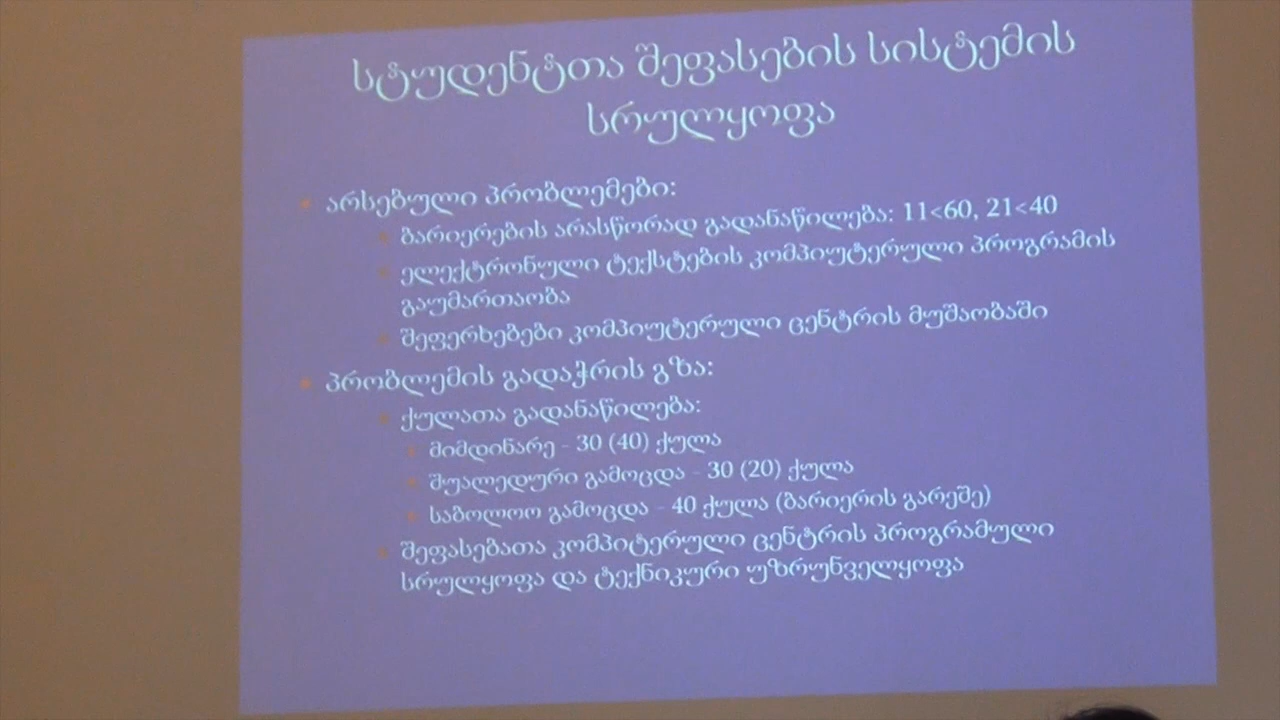 სტუდენტთა შეფასების სისტემის
სრულყოფა
არსებული პრობლემები:
ბარიერების არასწორად გადანაწილება: 11<60, 21<40
ელექტრონული ტექსტების კომპიუტერული პროგრამის
გაუმართაობა
შეფერხებები კომპიუტერული ცენტრის მუშაობაში
პრობლემის გადაჭრის გზა:
ქულათა გადანაწილება:
მიმდინარე - 30 (40) ქულა
შუალედური გამოცდა - 30 (20) ქულა
საბოლოო გამოცდა - 40 ქულა (ბარიერის გარეშე)
შეფასებათა კომპიტერული ცენტრის პროგრამული
სრულყოფა და ტექნიკური უზრუნველყოფა